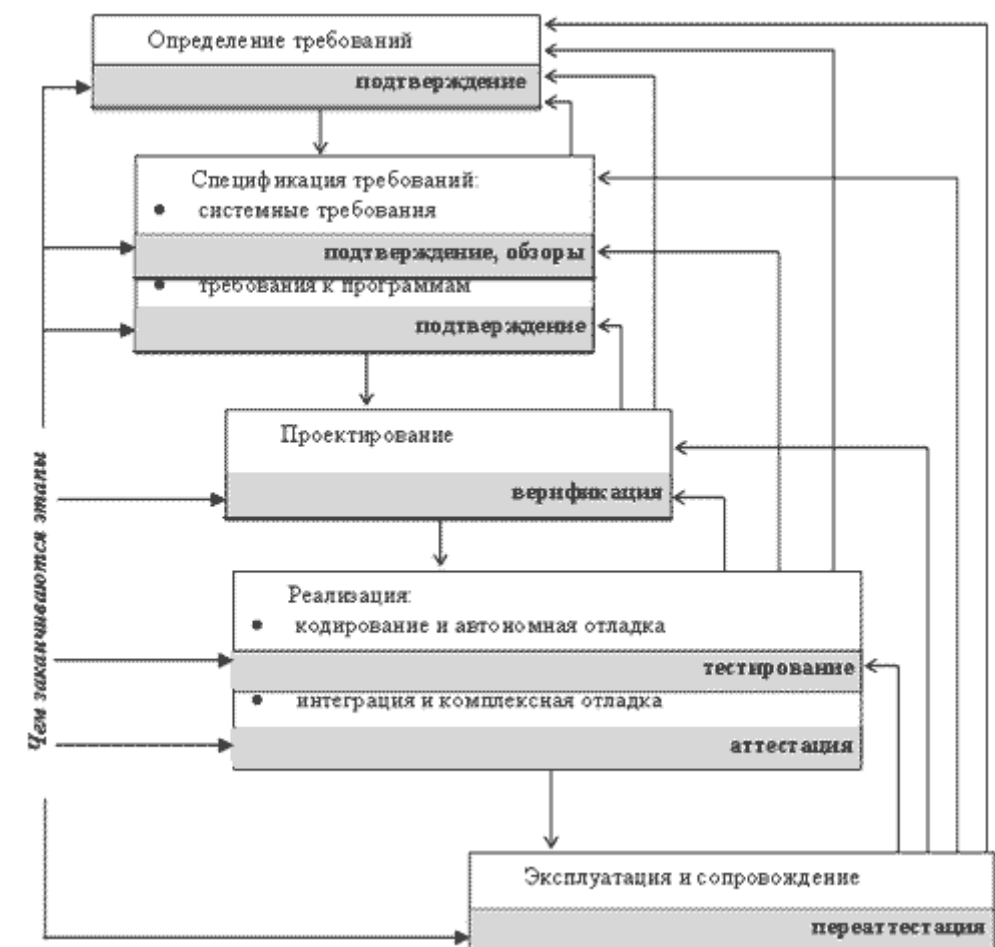 Определение требований
подтверждение
Спецификация требований:
• системные требования
подтверждение, обзоры
• требования к программам
подтверждение
Проектирование
верификация
Чем заканчиваются этапы
Реализация:
• кодирование и автономная отладка
тестирование
• интеграция и комплексная отладка
аттестация
Эксплуатация и сопровождение
переаттестация